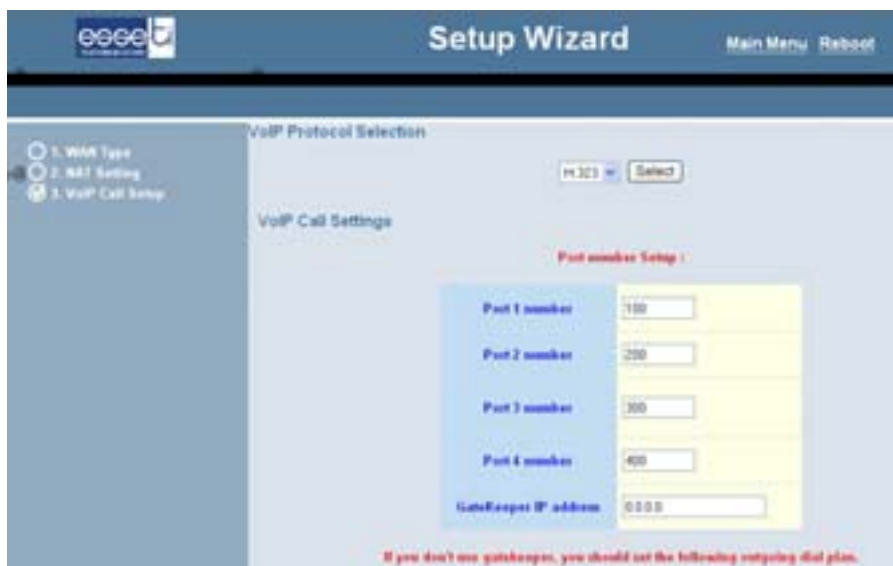 Setup Wizard
Main Menu Reboot
VoIP Protocol Selection
1. WAN Type
2. NAT Setting
3. VoIP Call Setup
H.323 Select
VoIP Call Settings
Port number Setup :
Port 1 number 100
Port 2 number 200
Port 3 number 300
Port 4 number 400
GateKeeper IP address 0.0.0.0
If you don't use gatekeeper, you should set the following outgoing dial plan.